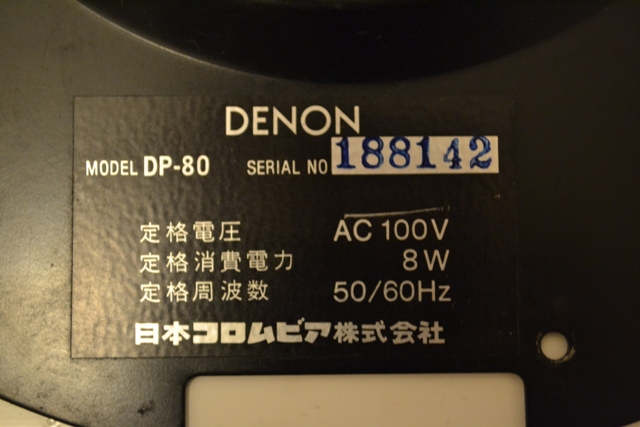 DENON
MODEL DP-80 SERIAL NO 188142
定格電圧 AC 100V
定格消費電力 8W
定格周波数 50/60Hz
日本コロムビア株式会社